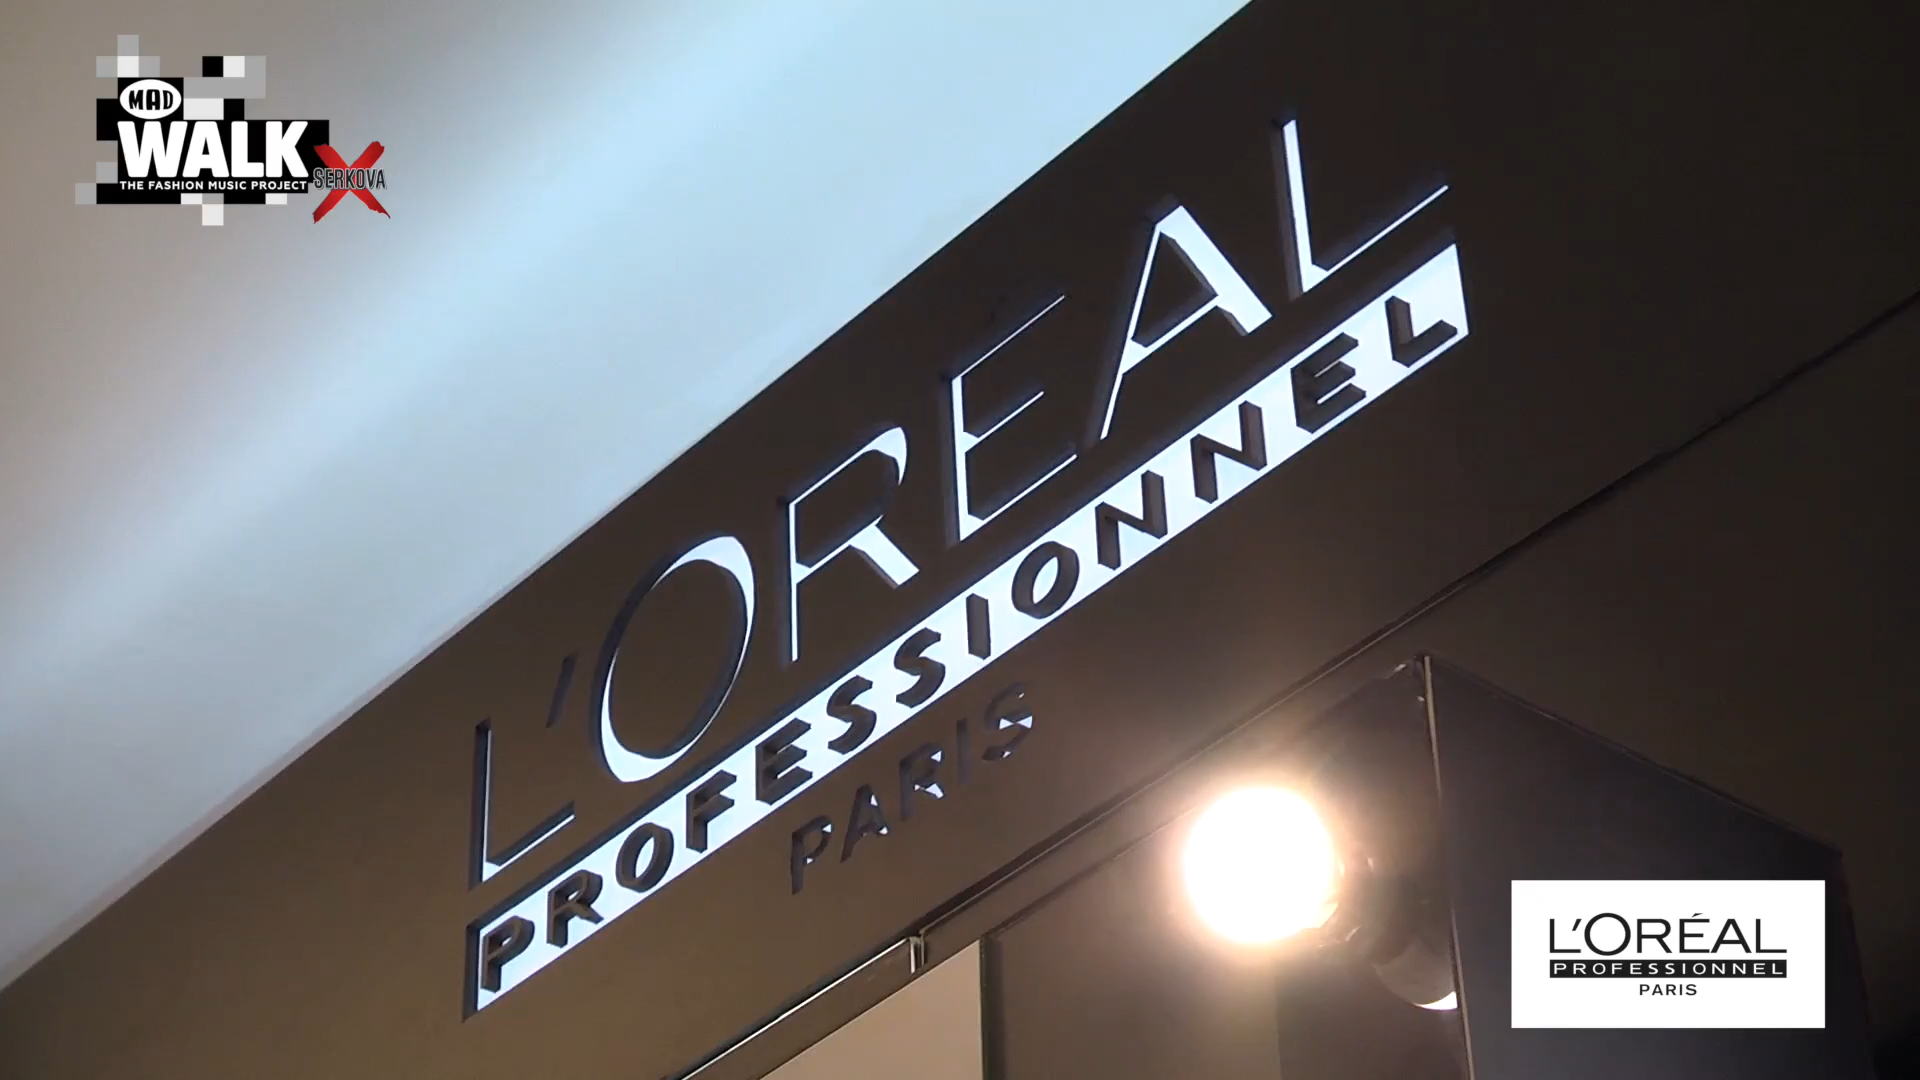 MAD
WALK
THE FASHION MUSIC PROJECT
SERKOVA
L'ORÉAL
PROFESSIONNEL
PARIS
L'ORÉAL
PROFESSIONNEL
PARIS